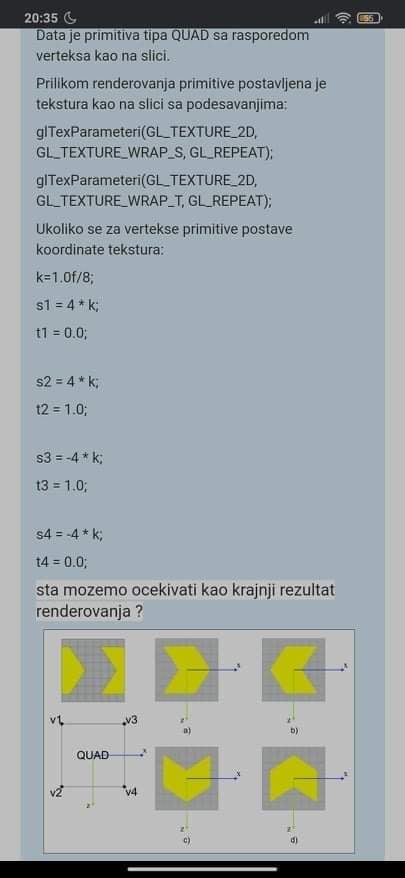 20:35
95
Data je primitiva tipa QUAD sa rasporedom
verteksa kao na slici.
Prilikom renderovanja primitive postavljena je
tekstura kao na slici sa podesavanjima:
glTexParameteri(GL_TEXTURE_2D,
GL_TEXTURE_WRAP_S, GL_REPEAT);
glTexParameteri(GL_TEXTURE_2D,
GL_TEXTURE_WRAP_T, GL_REPEAT);
Ukoliko se za vertekse primitive postave
koordinate tekstura:
k=1.0f/8;
s1 = 4 * k;
t1 = 0.0;
s2 = 4 * k;
t2 = 1.0;
s3 = -4 * k;
t3 = 1.0;
s4 = -4 * k;
t4 = 0.0;
sta mozemo ocekivati kao krajnji rezultat
renderovanja ?
x
x
z
z
a)
b)
v1
v3
QUAD
x
v2
v4
z
x
x
z
z
c)
d)